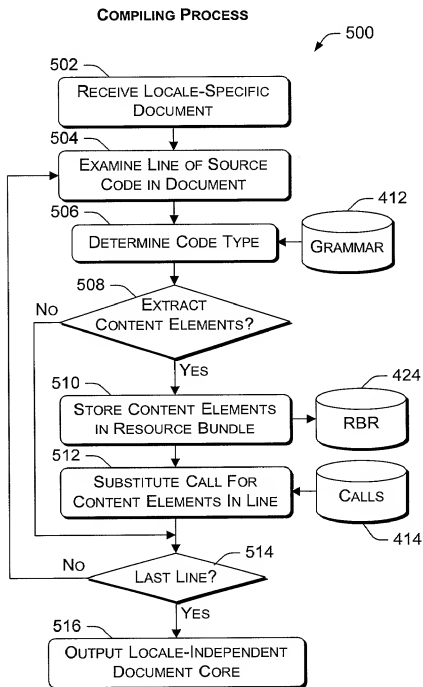 COMPILING PROCESS
500
502
RECEIVE LOCALE-SPECIFIC
DOCUMENT
504
EXAMINE LINE OF SOURCE
CODE IN DOCUMENT
506
DETERMINE CODE TYPE
412
GRAMMAR
508
EXTRACT
CONTENT ELEMENTS?
NO
YES
510
STORE CONTENT ELEMENTS
IN RESOURCE BUNDLE
424
RBR
512
SUBSTITUTE CALL FOR
CONTENT ELEMENTS IN LINE
CALLS
414
514
LAST LINE?
NO
YES
516
OUTPUT LOCALE-INDEPENDENT
DOCUMENT CORE